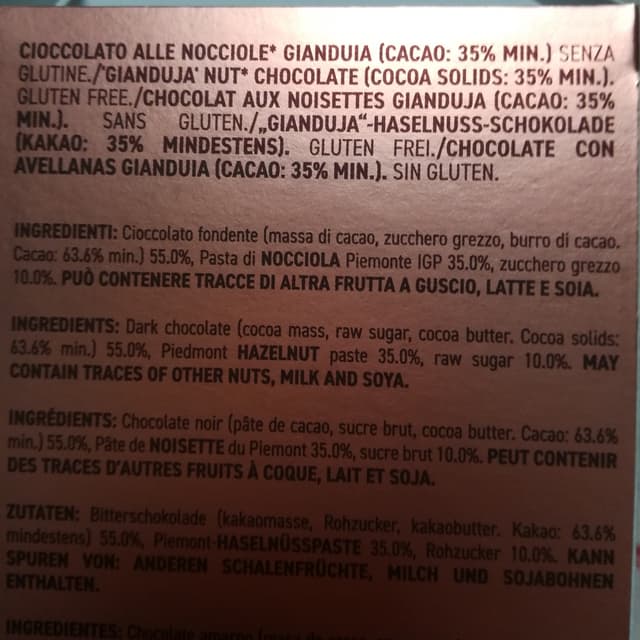 CIOCCOLATO ALLE NOCCIOLE* GIANDUIA (CACAO: 35% MIN.) SENZA
GLUTINE./'GIANDUJA' NUT* CHOCOLATE (COCOA SOLIDS: 35% MIN.).
GLUTEN FREE./CHOCOLAT AUX NOISETTES GIANDUJA (CACAO: 35%
MIN.). SANS GLUTEN./„GIANDUJA“-HASELNUSS-SCHOKOLADE
(KAKAO: 35% MINDESTENS). GLUTEN FREI./CHOCOLATE CON
AVELLANAS GIANDUIA (CACAO: 35% MIN.). SIN GLUTEN.
INGREDIENTI: Cioccolato fondente (massa di cacao, zucchero grezzo, burro di cacao.
Cacao: 63.6% min.) 55.0%, Pasta di NOCCIOLA Piemonte IGP 35.0%, zucchero grezzo
10.0%. PUÒ CONTENERE TRACCE DI ALTRA FRUTTA A GUSCIO, LATTE E SOIA.
INGREDIENTS: Dark chocolate (cocoa mass, raw sugar, cocoa butter. Cocoa solids:
63.6% min.) 55.0%, Piedmont HAZELNUT paste 35.0%, raw sugar 10.0%. MAY
CONTAIN TRACES OF OTHER NUTS, MILK AND SOYA.
INGRÉDIENTS: Chocolate noir (pâte de cacao, sucre brut, cocoa butter. Cacao: 63.6%
min.) 55.0%, Pâte de NOISETTE du Piemont 35.0%, sucre brut 10.0%. PEUT CONTENIR
DES TRACES D'AUTRES FRUITS À COQUE, LAIT ET SOJA.
ZUTATEN: Bitterschokolade (kakaomasse, Rohzucker, kakaobutter. Kakao: 63.6%
mindestens) 55.0%, Piemont-HASELNÜSSPASTE 35.0%, Rohzucker 10.0%. KANN
SPUREN VON: ANDEREN SCHALENFRÜCHTE, MILCH UND SOJABOHNEN
ENTHALTEN.
INGREDIENTES: Chocolate amargo